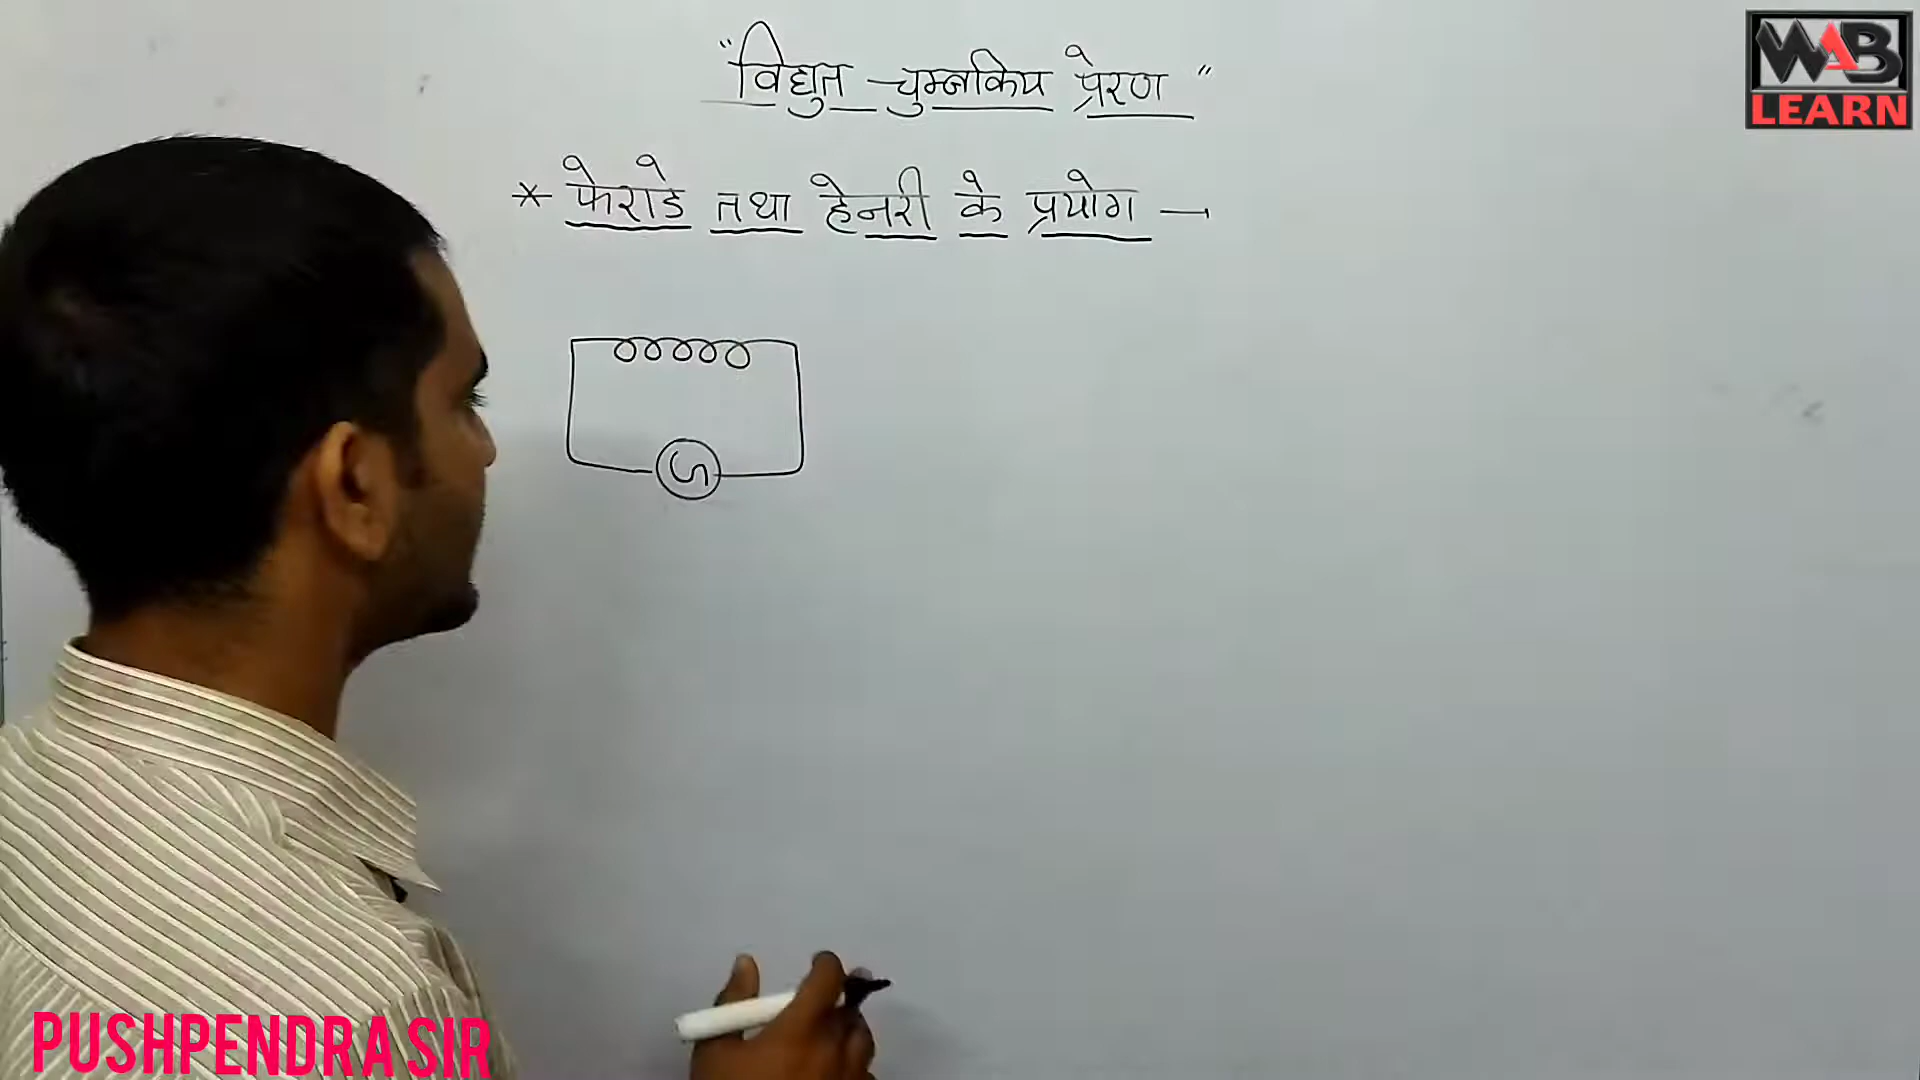 "विद्युत - चुम्बकिय प्रेरण"
WAB
LEARN
* फेराडे तथा हेनरी के प्रयोग →
G
PUSHPENDRA SIR